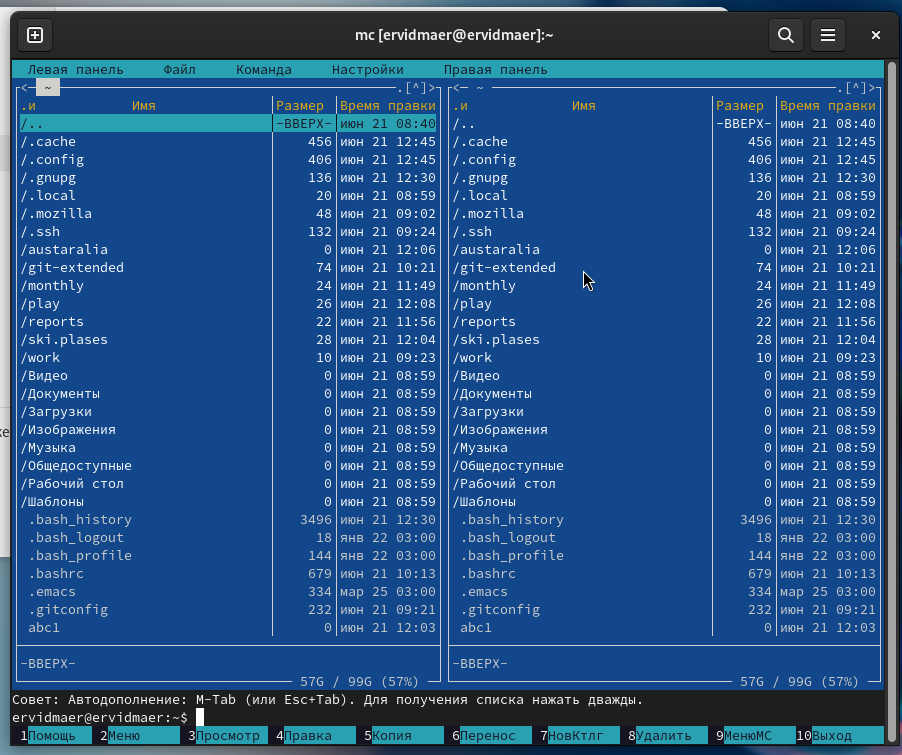 mc [ervidmaer@ervidmaer]:~
Левая панель Файл Команда Настройки Правая панель
<- ~ .[^]> <- ~ .[^]>
.и Имя Размер Время правки .и Имя Размер Время правки
/.. -ВВЕРХ- июн 21 08:40 /.. -ВВЕРХ- июн 21 08:40
/.cache 456 июн 21 12:45 /.cache 456 июн 21 12:45
/.config 406 июн 21 12:45 /.config 406 июн 21 12:45
/.gnupg 136 июн 21 12:30 /.gnupg 136 июн 21 12:30
/.local 20 июн 21 08:59 /.local 20 июн 21 08:59
/.mozilla 48 июн 21 09:02 /.mozilla 48 июн 21 09:02
/.ssh 132 июн 21 09:24 /.ssh 132 июн 21 09:24
/austaralia 0 июн 21 12:06 /austaralia 0 июн 21 12:06
/git-extended 74 июн 21 10:21 /git-extended 74 июн 21 10:21
/monthly 24 июн 21 11:49 /monthly 24 июн 21 11:49
/play 26 июн 21 12:08 /play 26 июн 21 12:08
/reports 22 июн 21 11:56 /reports 22 июн 21 11:56
/ski.plases 28 июн 21 12:04 /ski.plases 28 июн 21 12:04
/work 10 июн 21 09:23 /work 10 июн 21 09:23
/Видео 0 июн 21 08:59 /Видео 0 июн 21 08:59
/Документы 0 июн 21 08:59 /Документы 0 июн 21 08:59
/Загрузки 0 июн 21 08:59 /Загрузки 0 июн 21 08:59
/Изображения 0 июн 21 08:59 /Изображения 0 июн 21 08:59
/Музыка 0 июн 21 08:59 /Музыка 0 июн 21 08:59
/Общедоступные 0 июн 21 08:59 /Общедоступные 0 июн 21 08:59
/Рабочий стол 0 июн 21 08:59 /Рабочий стол 0 июн 21 08:59
/Шаблоны 0 июн 21 08:59 /Шаблоны 0 июн 21 08:59
.bash_history 3496 июн 21 12:30 .bash_history 3496 июн 21 12:30
.bash_logout 18 янв 22 03:00 .bash_logout 18 янв 22 03:00
.bash_profile 144 янв 22 03:00 .bash_profile 144 янв 22 03:00
.bashrc 679 июн 21 10:13 .bashrc 679 июн 21 10:13
.emacs 334 мар 25 03:00 .emacs 334 мар 25 03:00
.gitconfig 232 июн 21 09:21 .gitconfig 232 июн 21 09:21
abc1 0 июн 21 12:03 abc1 0 июн 21 12:03
-ВВЕРХ- -ВВЕРХ-
57G / 99G (57%) 57G / 99G (57%)
Совет: Автодополнение: M-Tab (или Esc+Tab). Для получения списка нажать дважды.
ervidmaer@ervidmaer:~$
1Помощь 2Меню 3Просмотр 4Правка 5Копия 6Перенос 7НовКтлг 8Удалить 9МенюМС 10Выход